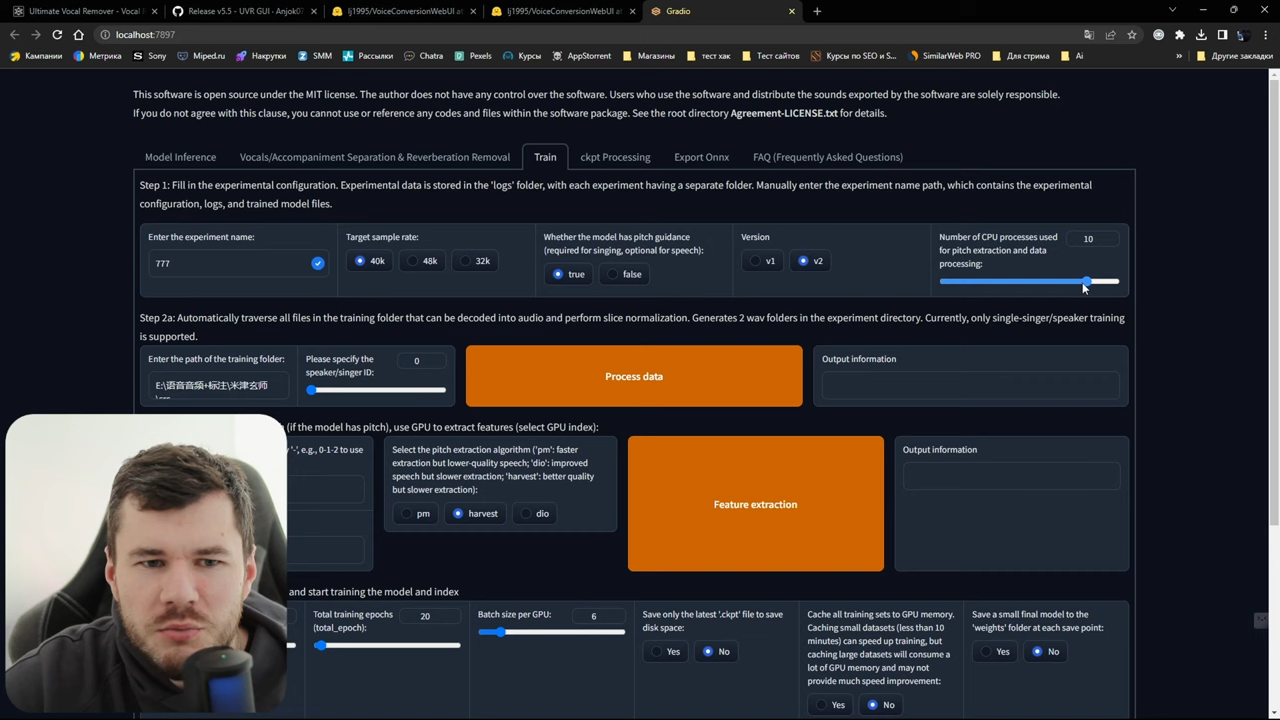 Ultimate Vocal Remover - Vocal R
Release v5.5 - UVR GUI · Anjok07
lj1995/VoiceConversionWebUI at
lj1995/VoiceConversionWebUI at
Gradio
localhost:7897
Кампании
Метрика
Sony
Miped.ru
Накрутки
SMM
Рассылки
Chatra
Pexels
Курсы
AppStorrent
Магазины
тест хак
Тест сайтов
Курсы по SEO и S...
SimilarWeb PRO
Для стрима
Ai
Другие закладки
This software is open source under the MIT license. The author does not have any control over the software. Users who use the software and distribute the sounds exported by the software are solely responsible.
If you do not agree with this clause, you cannot use or reference any codes and files within the software package. See the root directory Agreement-LICENSE.txt for details.
Model Inference
Vocals/Accompaniment Separation & Reverberation Removal
Train
ckpt Processing
Export Onnx
FAQ (Frequently Asked Questions)
Step 1: Fill in the experimental configuration. Experimental data is stored in the 'logs' folder, with each experiment having a separate folder. Manually enter the experiment name path, which contains the experimental
configuration, logs, and trained model files.
Enter the experiment name:
777
Target sample rate:
40k
48k
32k
Whether the model has pitch guidance
(required for singing, optional for speech):
true
false
Version
v1
v2
Number of CPU processes used
for pitch extraction and data
processing:
10
Step 2a: Automatically traverse all files in the training folder that can be decoded into audio and perform slice normalization. Generates 2 wav folders in the experiment directory. Currently, only single-singer/speaker training
is supported.
Enter the path of the training folder:
E:\语音音频+标注\米津玄师
\src
Please specify the
speaker/singer ID:
0
Process data
Output information
(if the model has pitch), use GPU to extract features (select GPU index):
'-', e.g., 0-1-2 to use
Select the pitch extraction algorithm ('pm': faster
extraction but lower-quality speech; 'dio': improved
speech but slower extraction; 'harvest': better quality
but slower extraction):
pm
harvest
dio
Feature extraction
Output information
and start training the model and index
Total training epochs
(total_epoch):
20
Batch size per GPU:
6
Save only the latest '.ckpt' file to save
disk space:
Yes
No
Cache all training sets to GPU memory.
Caching small datasets (less than 10
minutes) can speed up training, but
caching large datasets will consume a
lot of GPU memory and may not
provide much speed improvement:
Yes
No
Save a small final model to the
'weights' folder at each save point:
Yes
No